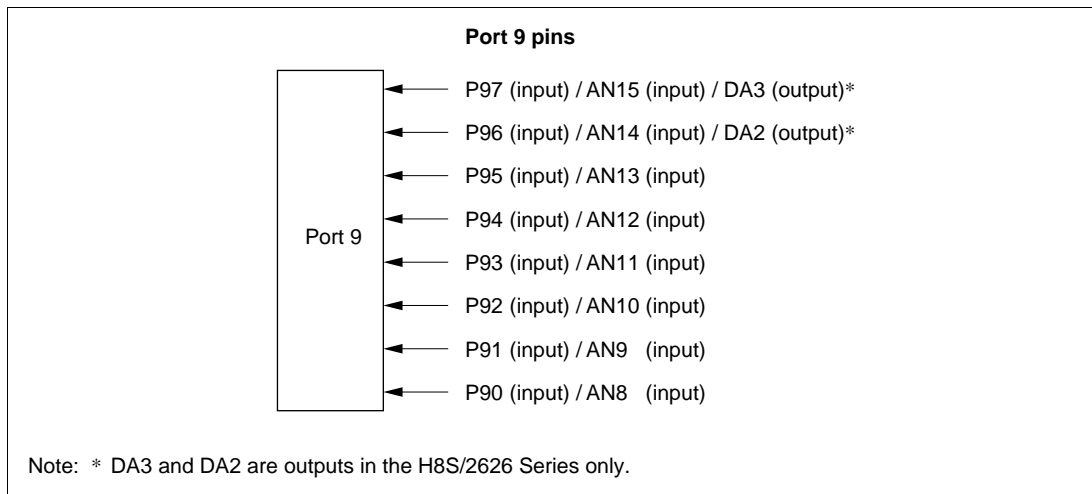 Port 9 pins
P97 (input) / AN15 (input) / DA3 (output)*
P96 (input) / AN14 (input) / DA2 (output)*
P95 (input) / AN13 (input)
P94 (input) / AN12 (input)
Port 9
P93 (input) / AN11 (input)
P92 (input) / AN10 (input)
P91 (input) / AN9 (input)
P90 (input) / AN8 (input)
Note: * DA3 and DA2 are outputs in the H8S/2626 Series only.